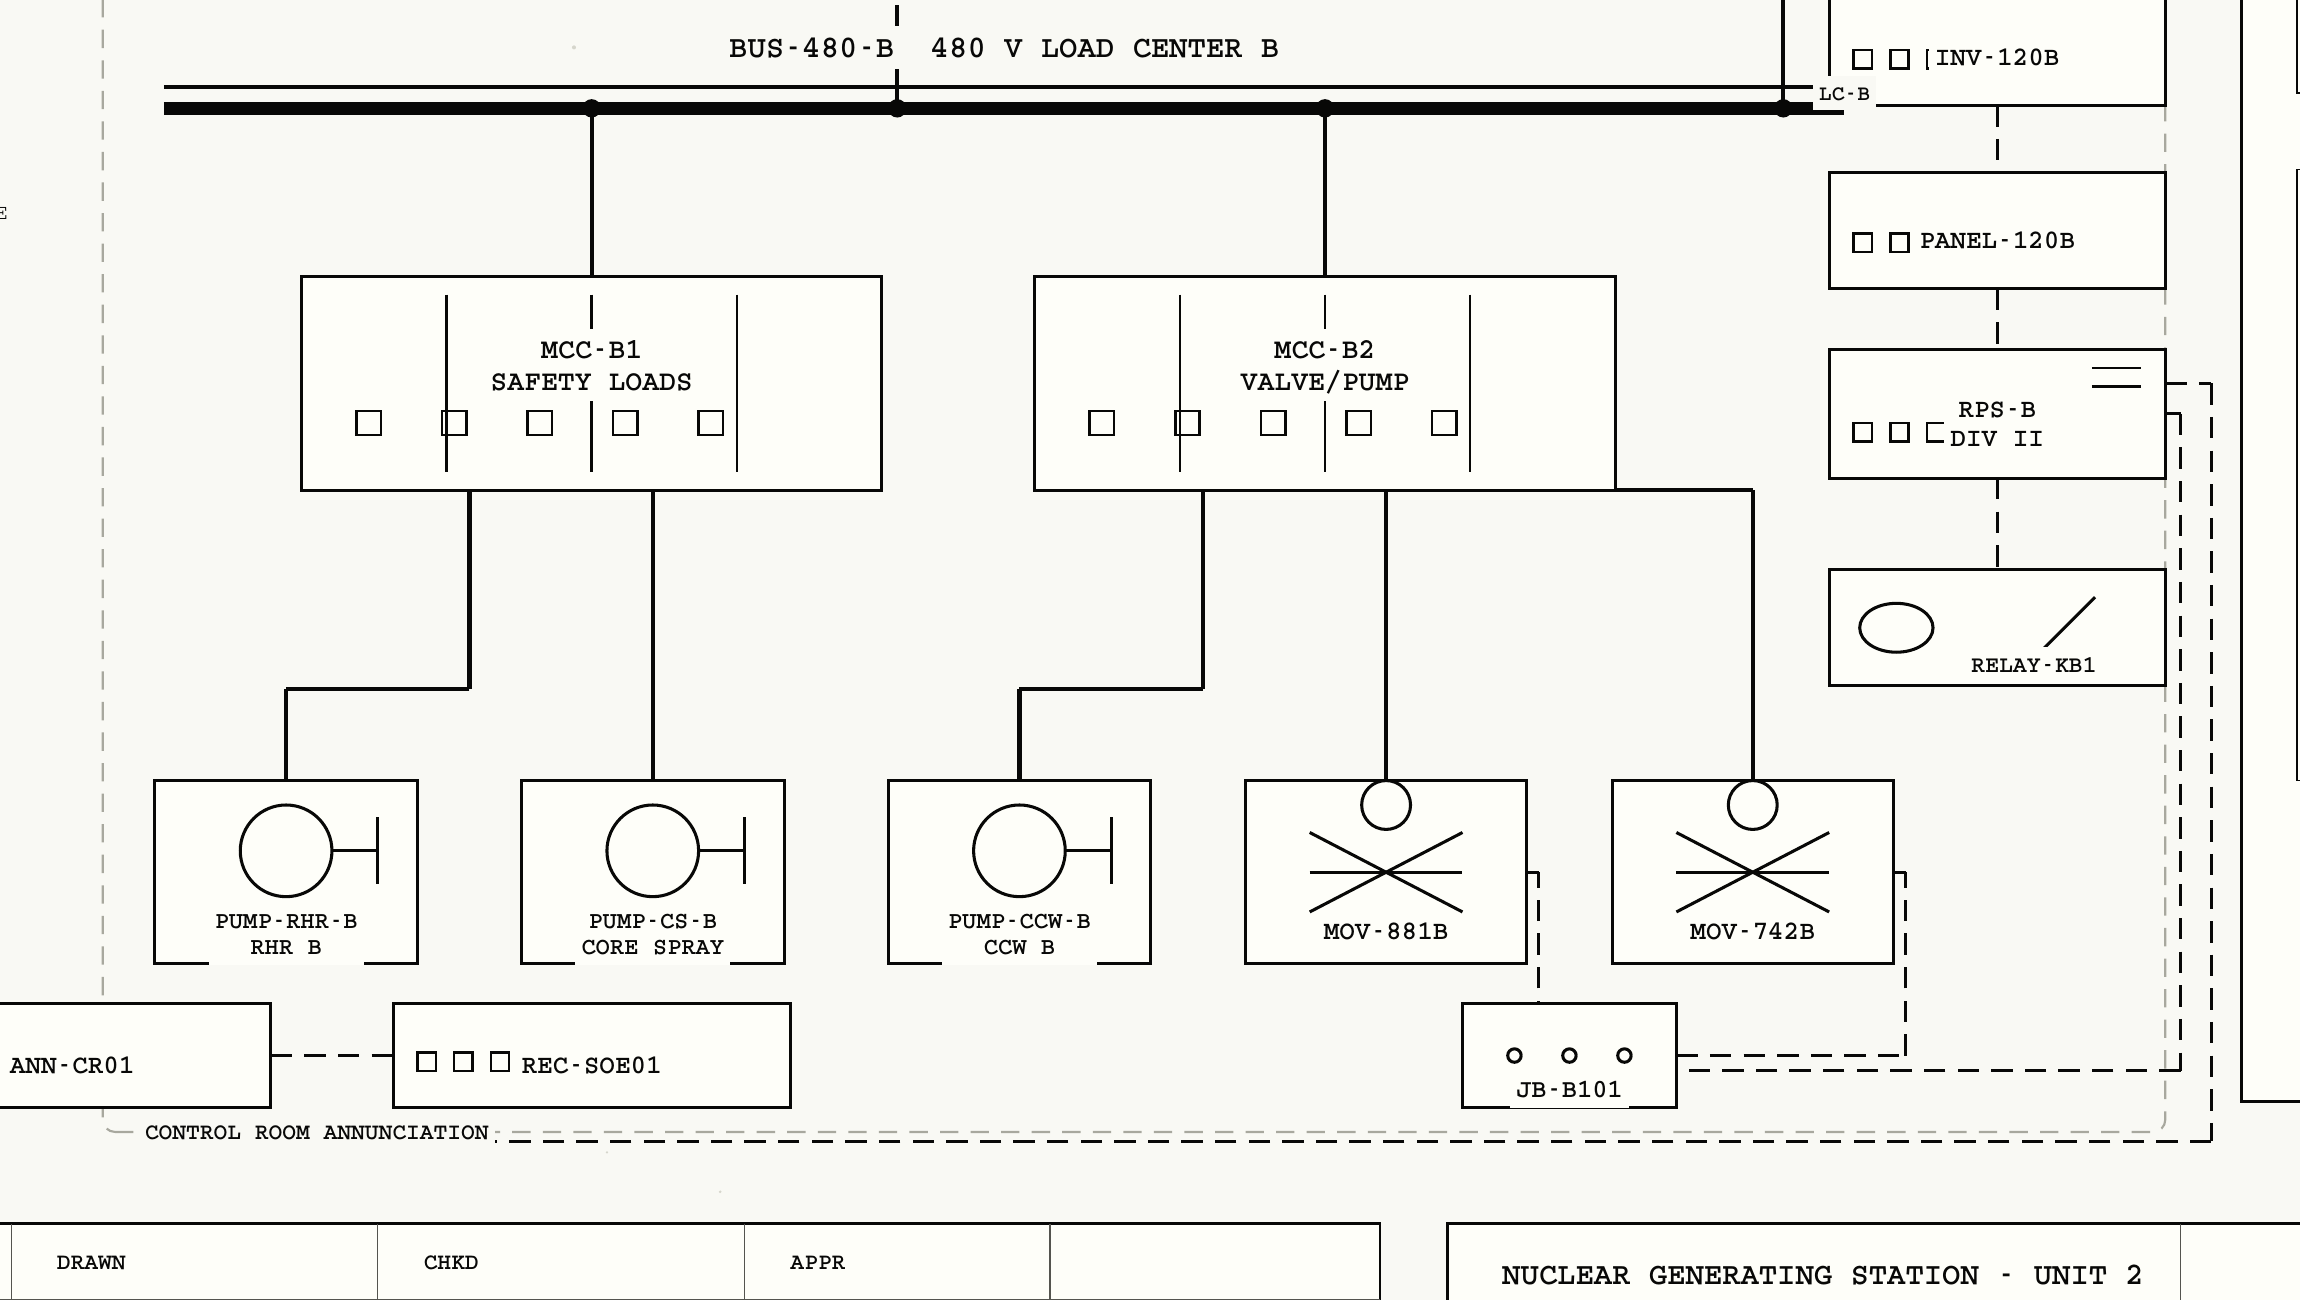 BUS-480-B  480 V LOAD CENTER B
INV-120B
LC-B
E
PANEL-120B
MCC-B1
SAFETY LOADS
MCC-B2
VALVE/PUMP
RPS-B
DIV II
RELAY-KB1
PUMP-RHR-B
RHR B
PUMP-CS-B
CORE SPRAY
PUMP-CCW-B
CCW B
MOV-881B
MOV-742B
ANN-CR01
REC-SOE01
JB-B101
CONTROL ROOM ANNUNCIATION
DRAWN
CHKD
APPR
NUCLEAR GENERATING STATION - UNIT 2